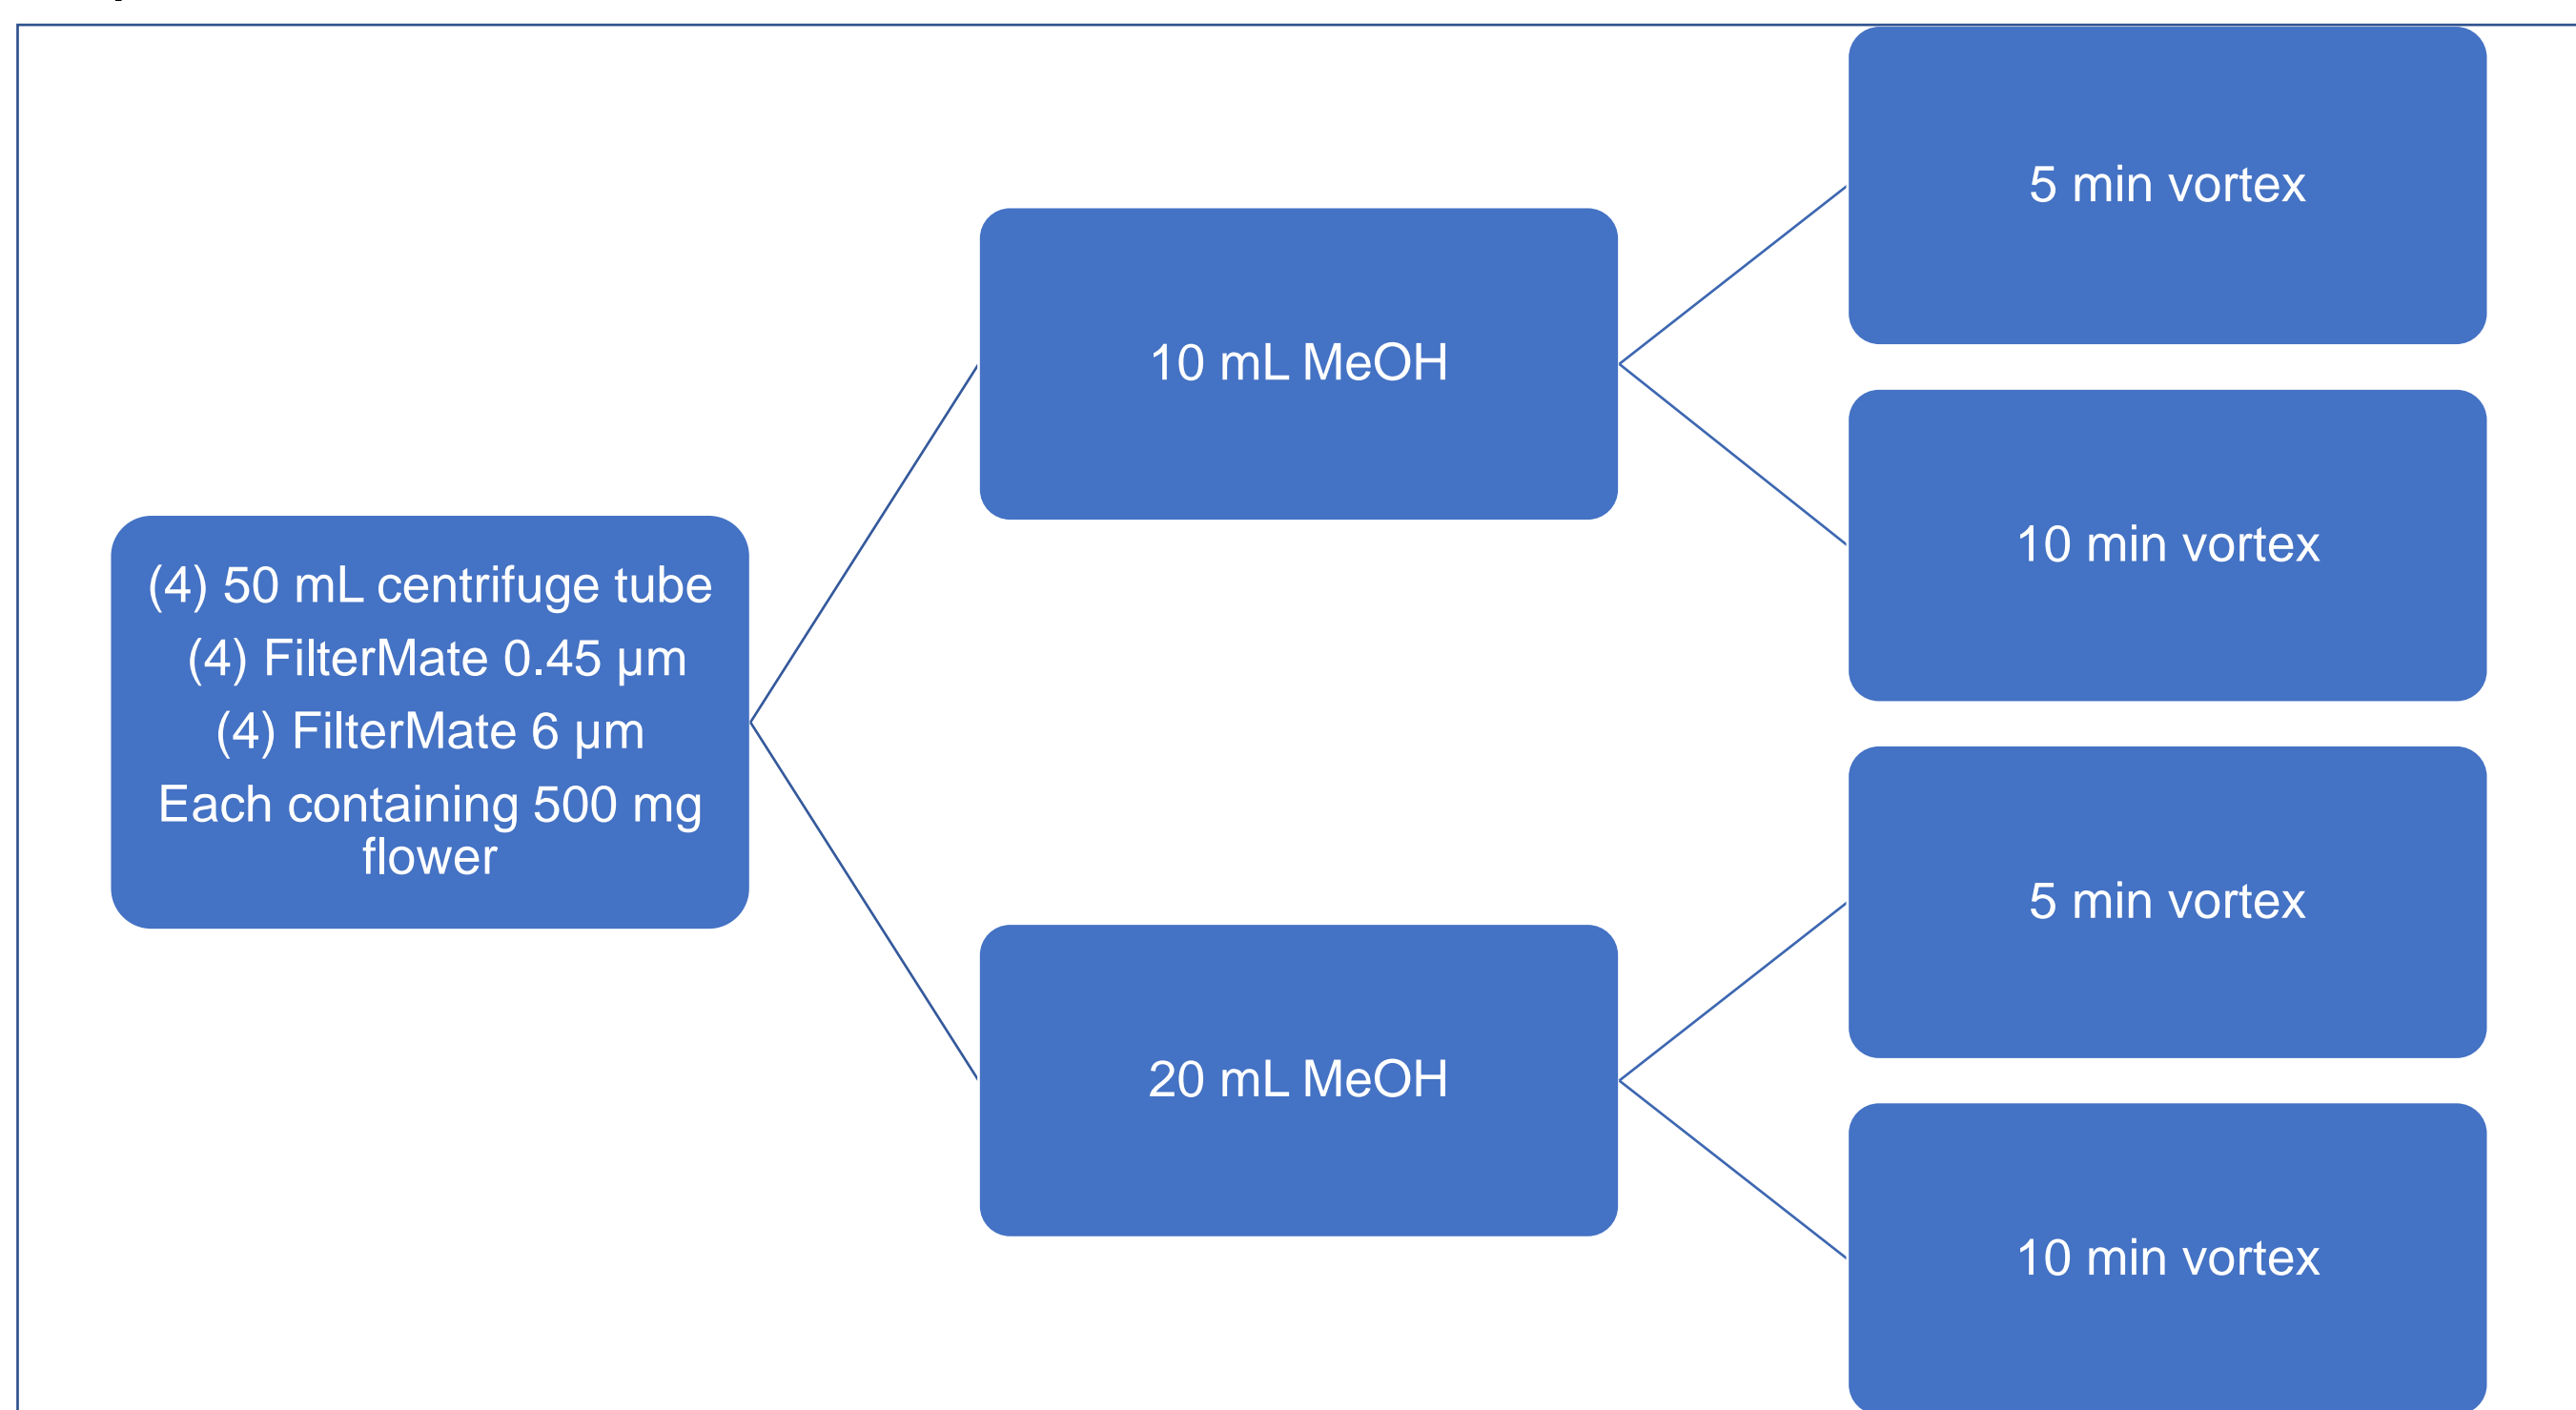 (4) 50 mL centrifuge tube
(4) FilterMate 0.45 µm
(4) FilterMate 6 µm
Each containing 500 mg
flower
10 mL MeOH
5 min vortex
10 min vortex
20 mL MeOH
5 min vortex
10 min vortex